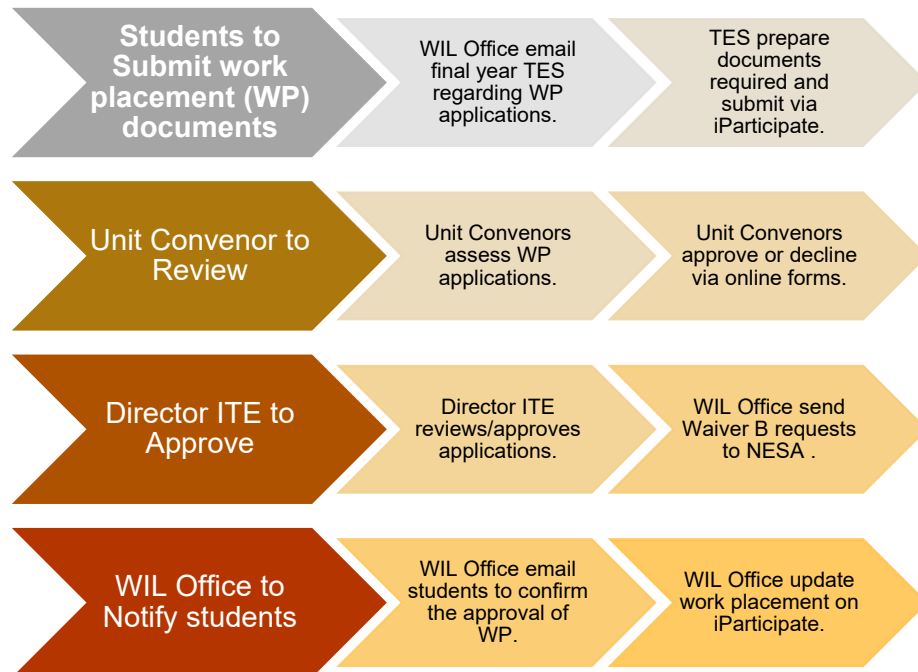 Students to
Submit work
placement (WP)
documents
WIL Office email
final year TES
regarding WP
applications.
TES prepare
documents
required and
submit via
iParticipate.
Unit Convenor to
Review
Unit Convenors
assess WP
applications.
Unit Convenors
approve or decline
via online forms.
Director ITE to
Approve
Director ITE
reviews/approves
applications.
WIL Office send
Waiver B requests
to NESA .
WIL Office to
Notify students
WIL Office email
students to confirm
the approval of
WP.
WIL Office update
work placement on
iParticipate.